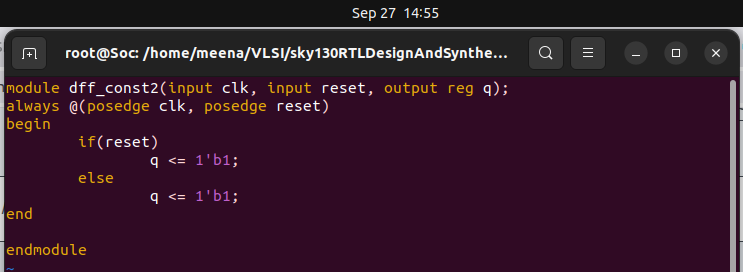 Sep 27 14:55
root@Soc: /home/meena/VLSI/sky130RTLDesignAndSynthe...
module dff_const2(input clk, input reset, output reg q);
always @(posedge clk, posedge reset)
begin
        if(reset)
                q <= 1'b1;
        else
                q <= 1'b1;
end

endmodule
~